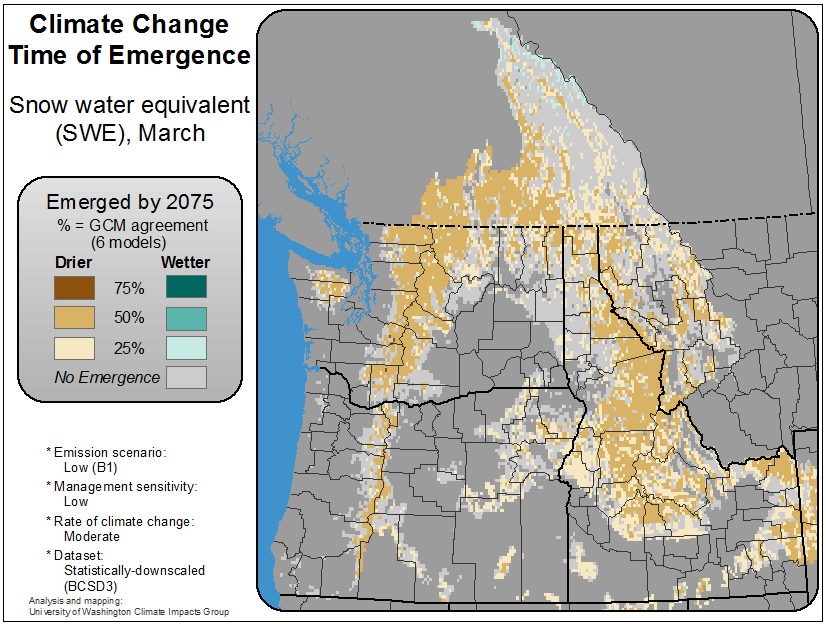 Climate Change
Time of Emergence
Snow water equivalent
(SWE), March
Emerged by 2075
% = GCM agreement
(6 models)
Drier Wetter
75%
50%
25%
No Emergence
* Emission scenario:
Low (B1)
* Management sensitivity:
Low
* Rate of climate change:
Moderate
* Dataset:
Statistically-downscaled
(BCSD3)
Analysis and mapping:
University of Washington Climate Impacts Group